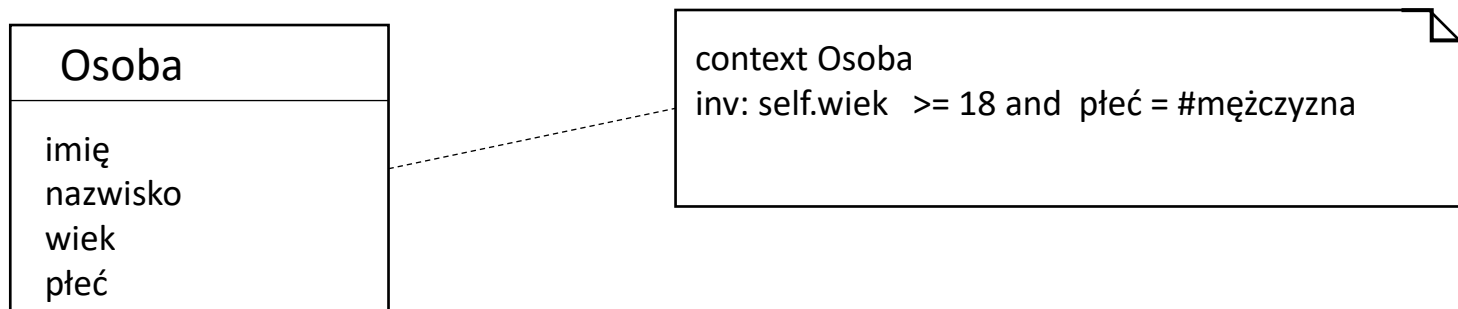 Osoba
imię
nazwisko
wiek
płeć
context Osoba
inv: self.wiek >= 18 and płeć = #mężczyzna